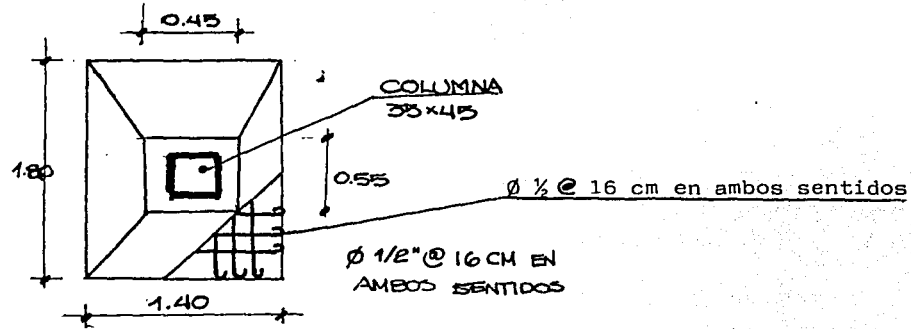 0.45
COLUMNA
35×45
1.80
0.55
Ø ½ @ 16 cm en ambos sentidos
Ø 1/2" @ 16 CM EN
AMBOS SENTIDOS
1.40